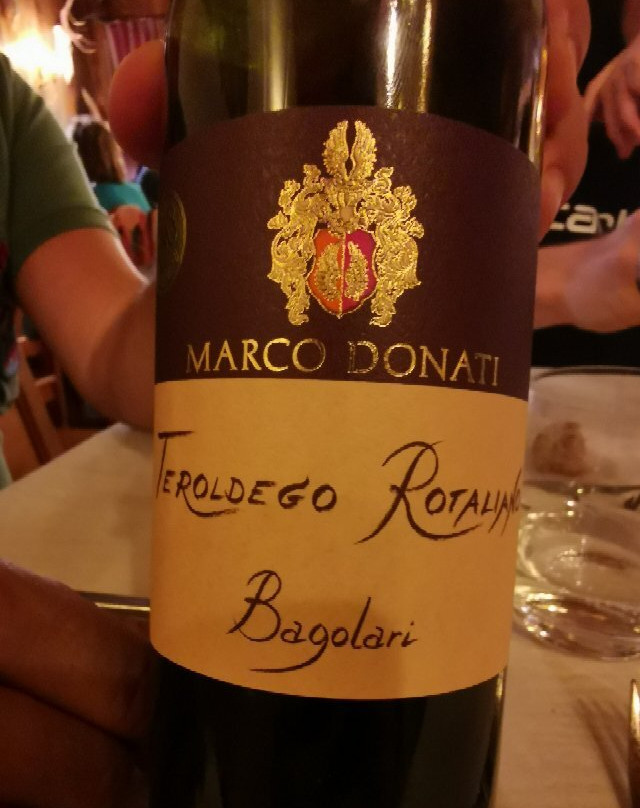 MARCO DONATI
TEROLDEGO ROTALIANO
Bagolari